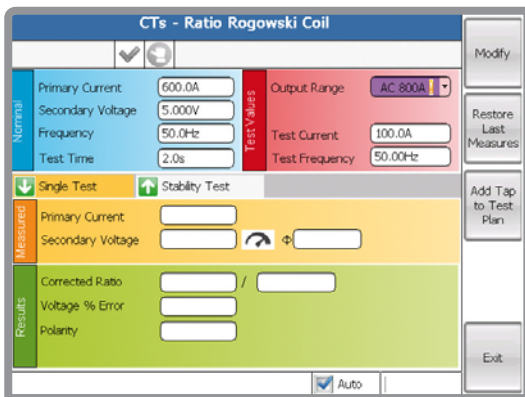 CTs - Ratio Rogowski Coil
Nominal
Primary Current 600.0A
Secondary Voltage 5.000V
Frequency 50.0Hz
Test Time 2.0s
Test Values
Output Range AC 800A
Test Current 100.0A
Test Frequency 50.00Hz
Single Test
Stability Test
Measured
Primary Current
Secondary Voltage Φ
Results
Corrected Ratio /
Voltage % Error
Polarity
Auto
Modify
Restore
Last
Measures
Add Tap
to Test
Plan
Exit